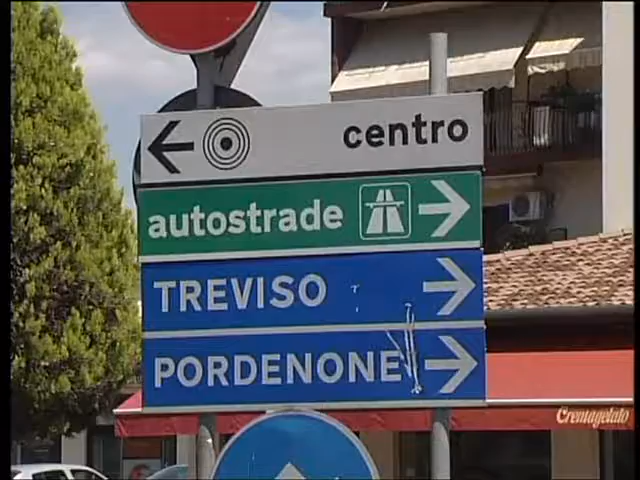 centro
autostrade
TREVISO
PORDENONE
Cremagelato